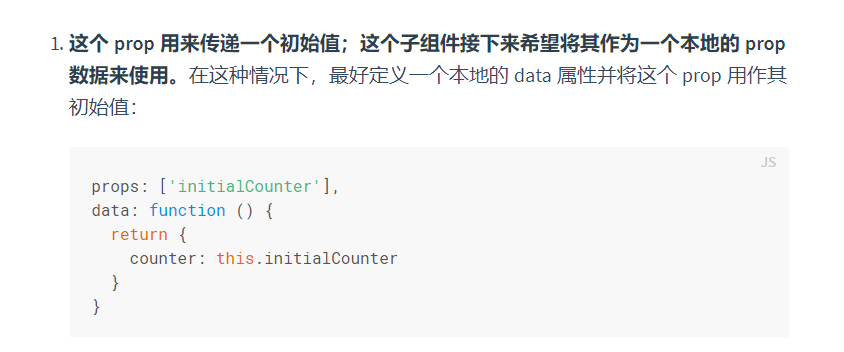 1. 这个 prop 用来传递一个初始值；这个子组件接下来希望将其作为一个本地的 prop
数据来使用。在这种情况下，最好定义一个本地的 data 属性并将这个 prop 用作其
初始值：
JS
props: ['initialCounter'],
data: function () {
  return {
    counter: this.initialCounter
  }
}